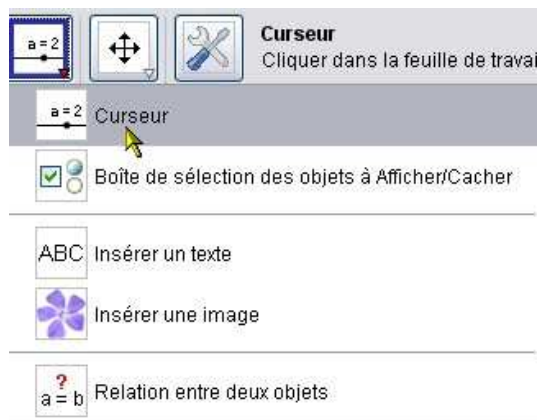 a = 2
Curseur
Cliquer dans la feuille de travai
a = 2 Curseur
Boîte de sélection des objets à Afficher/Cacher
ABC Insérer un texte
Insérer une image
?
a = b Relation entre deux objets